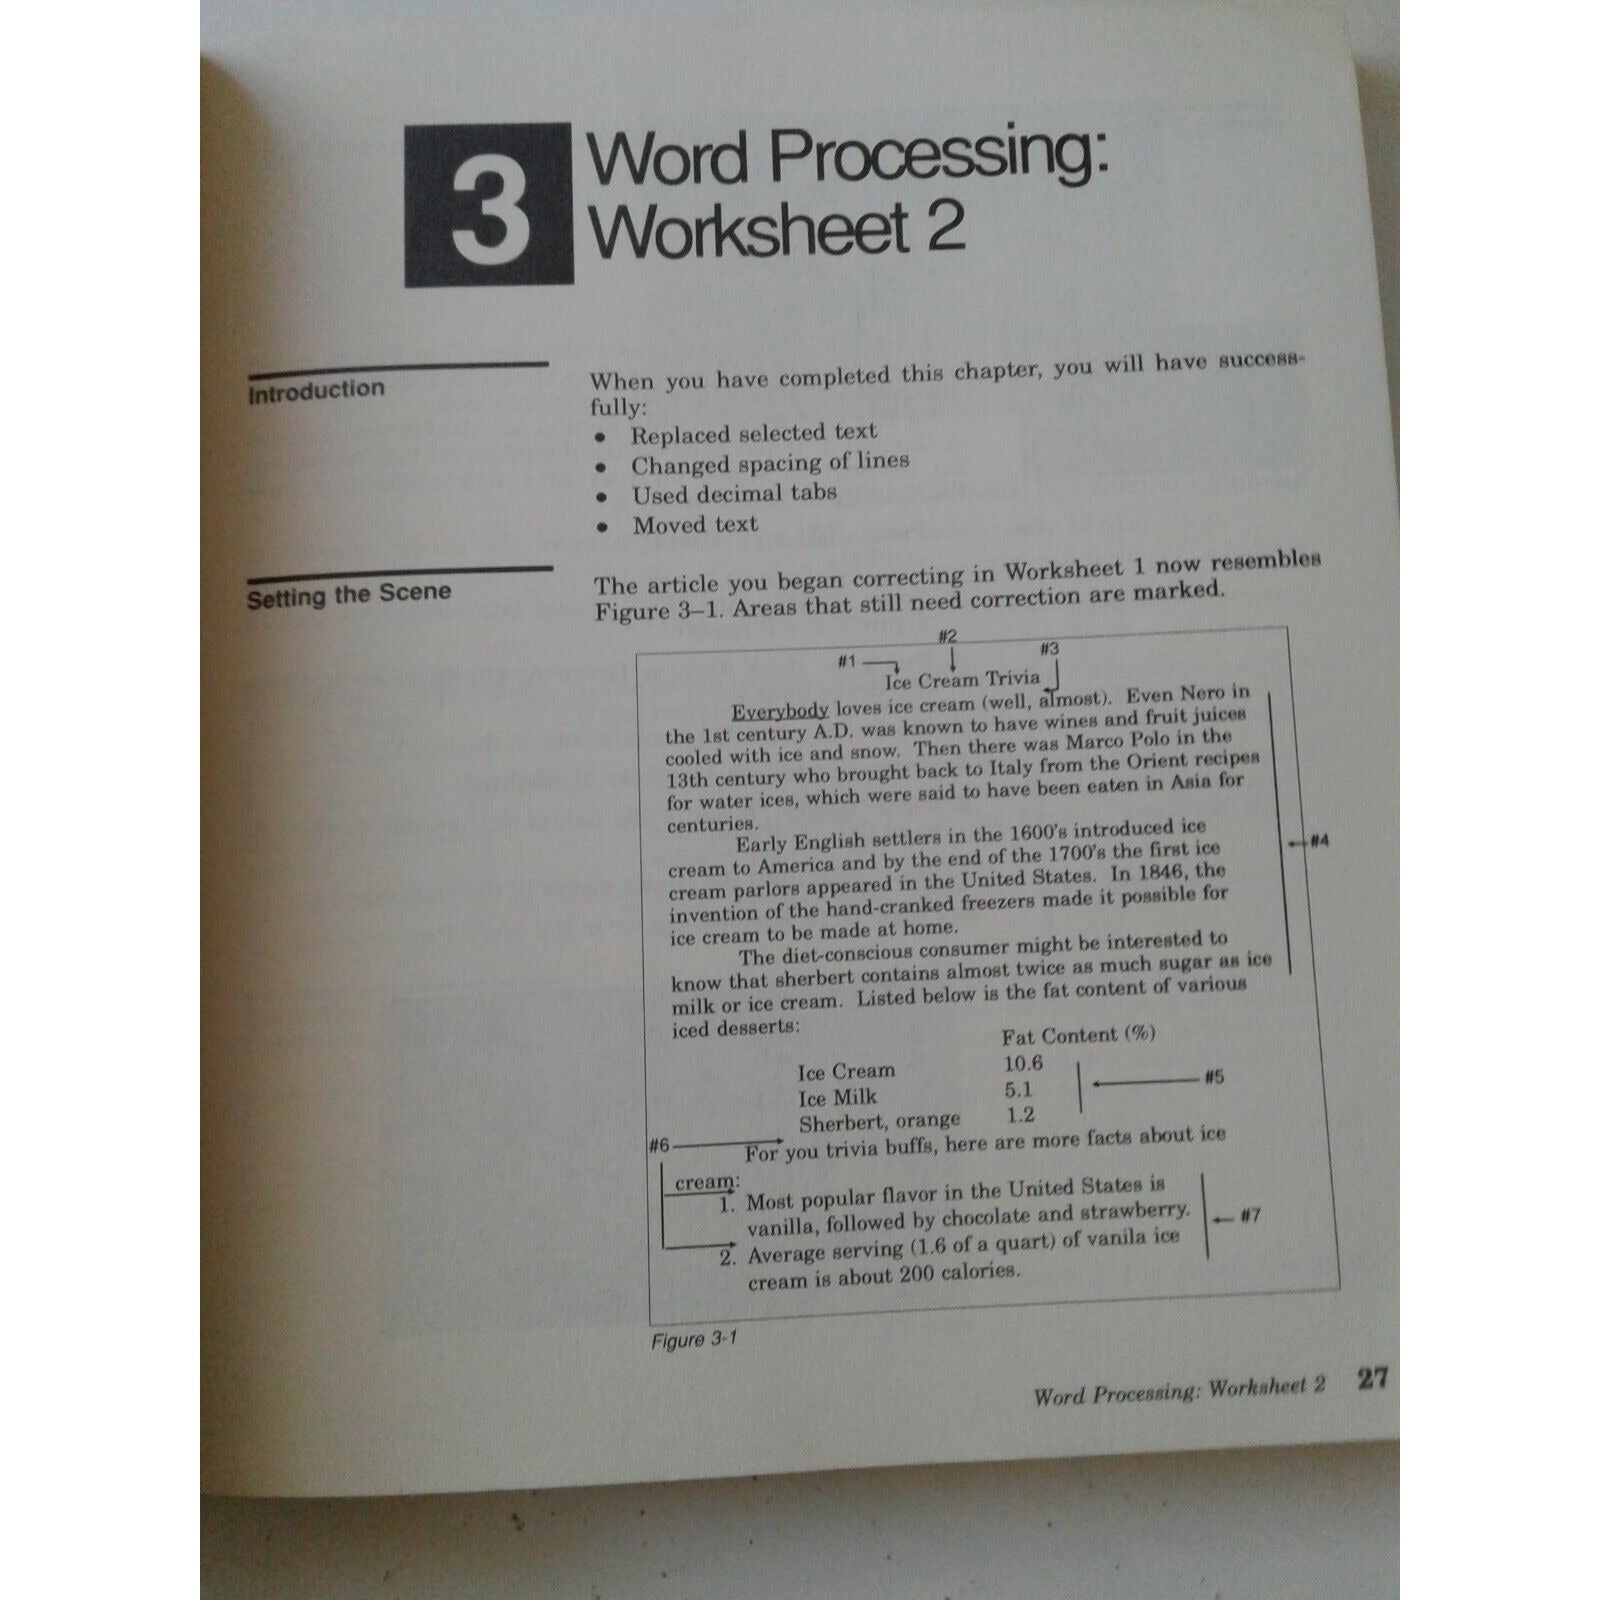 3
Word Processing:
Worksheet 2
Introduction
When you have completed this chapter, you will have success-
fully:
• Replaced selected text
• Changed spacing of lines
• Used decimal tabs
• Moved text
Setting the Scene
The article you began correcting in Worksheet 1 now resembles
Figure 3–1. Areas that still need correction are marked.
#1 #2 #3
Ice Cream Trivia
Everybody loves ice cream (well, almost). Even Nero in
the 1st century A.D. was known to have wines and fruit juices
cooled with ice and snow. Then there was Marco Polo in the
13th century who brought back to Italy from the Orient recipes
for water ices, which were said to have been eaten in Asia for
centuries.
Early English settlers in the 1600's introduced ice
cream to America and by the end of the 1700's the first ice
cream parlors appeared in the United States. In 1846, the
invention of the hand-cranked freezers made it possible for
ice cream to be made at home.
#4
The diet-conscious consumer might be interested to
know that sherbert contains almost twice as much sugar as ice
milk or ice cream. Listed below is the fat content of various
iced desserts:
Fat Content (%)
Ice Cream 10.6
Ice Milk 5.1
#5
Sherbert, orange 1.2
#6
For you trivia buffs, here are more facts about ice
cream:
1. Most popular flavor in the United States is
vanilla, followed by chocolate and strawberry.
#7
2. Average serving (1.6 of a quart) of vanila ice
cream is about 200 calories.
Figure 3-1
Word Processing: Worksheet 2 27